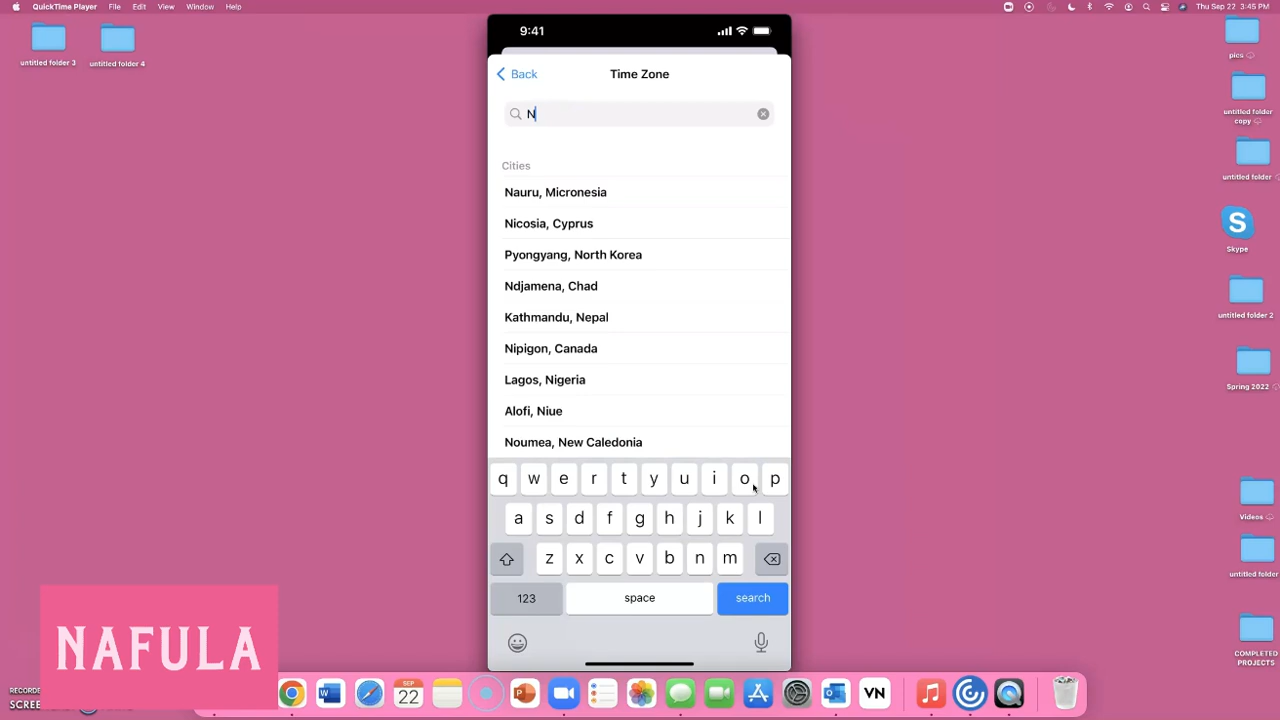 QuickTime Player File Edit View Window Help
Thu Sep 22 3:45 PM
untitled folder 3
untitled folder 4
pics
untitled folder copy
untitled folder
Skype
untitled folder 2
Spring 2022
Videos
untitled folder
COMPLETED PROJECTS
9:41
Back
Time Zone
N
Cities
Nauru, Micronesia
Nicosia, Cyprus
Pyongyang, North Korea
Ndjamena, Chad
Kathmandu, Nepal
Nipigon, Canada
Lagos, Nigeria
Alofi, Niue
Noumea, New Caledonia
q w e r t y u i o p
a s d f g h j k l
z x c v b n m
123 space search
NAFULA
RECORDE
SCREE
SEP
22
W
P
VN
S